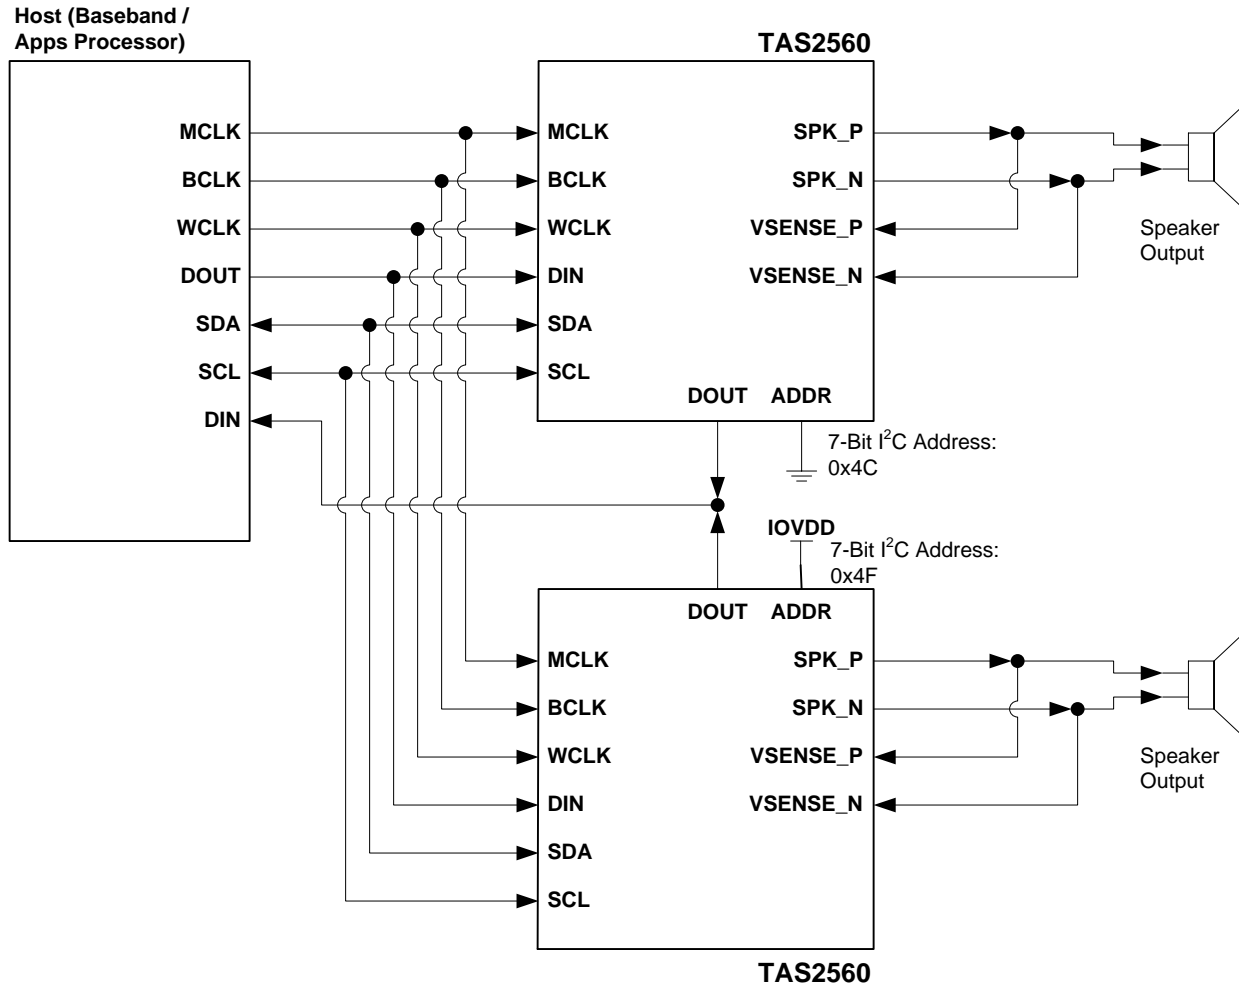 Host (Baseband /
Apps Processor)
MCLK
BCLK
WCLK
DOUT
SDA
SCL
DIN
TAS2560
MCLK
BCLK
WCLK
DIN
SDA
SCL
SPK_P
SPK_N
VSENSE_P
VSENSE_N
DOUT ADDR
Speaker
Output
7-Bit I²C Address:
0x4C
IOVDD
7-Bit I²C Address:
0x4F
DOUT ADDR
MCLK
BCLK
WCLK
DIN
SDA
SCL
SPK_P
SPK_N
VSENSE_P
VSENSE_N
Speaker
Output
TAS2560